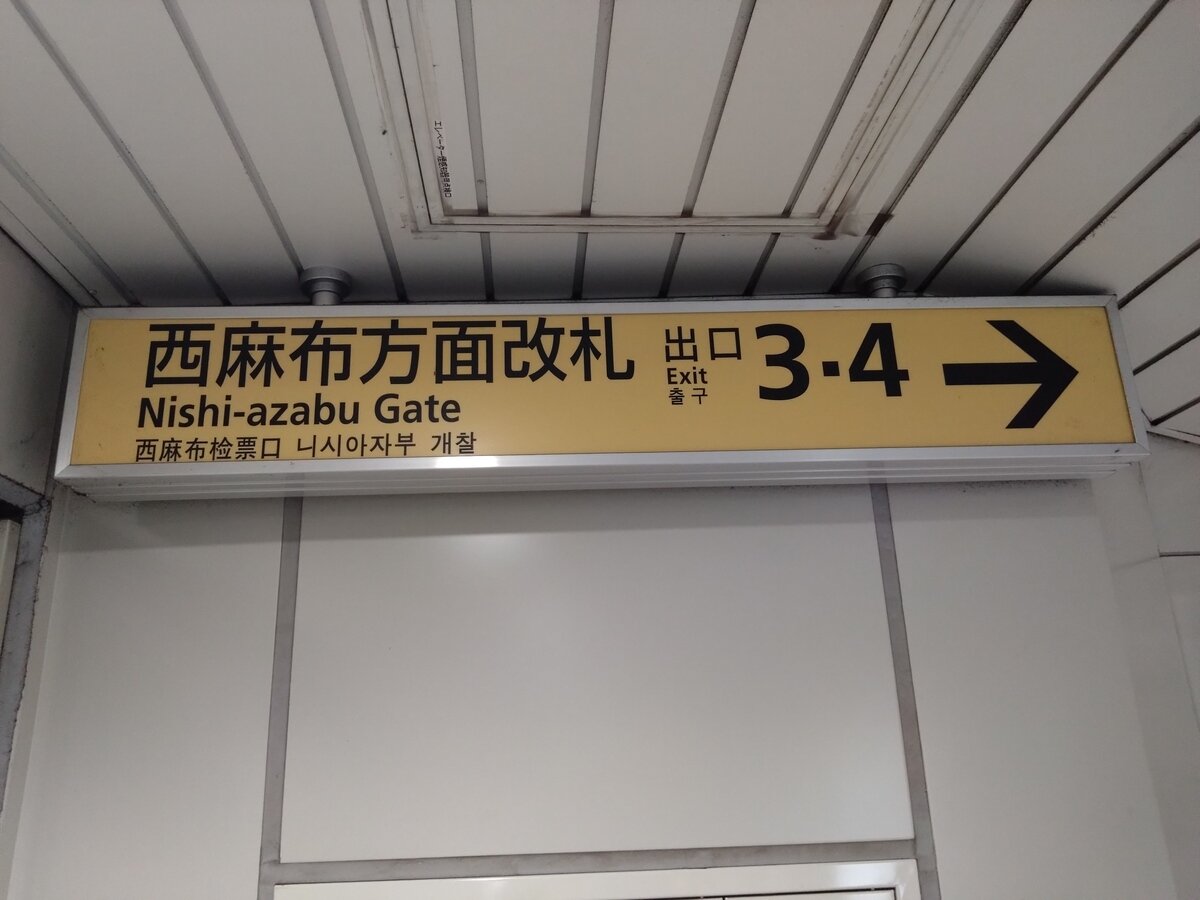 西麻布方面改札
Nishi-azabu Gate
西麻布检票口 니시아자부 개찰
出口
Exit
출구
3·4